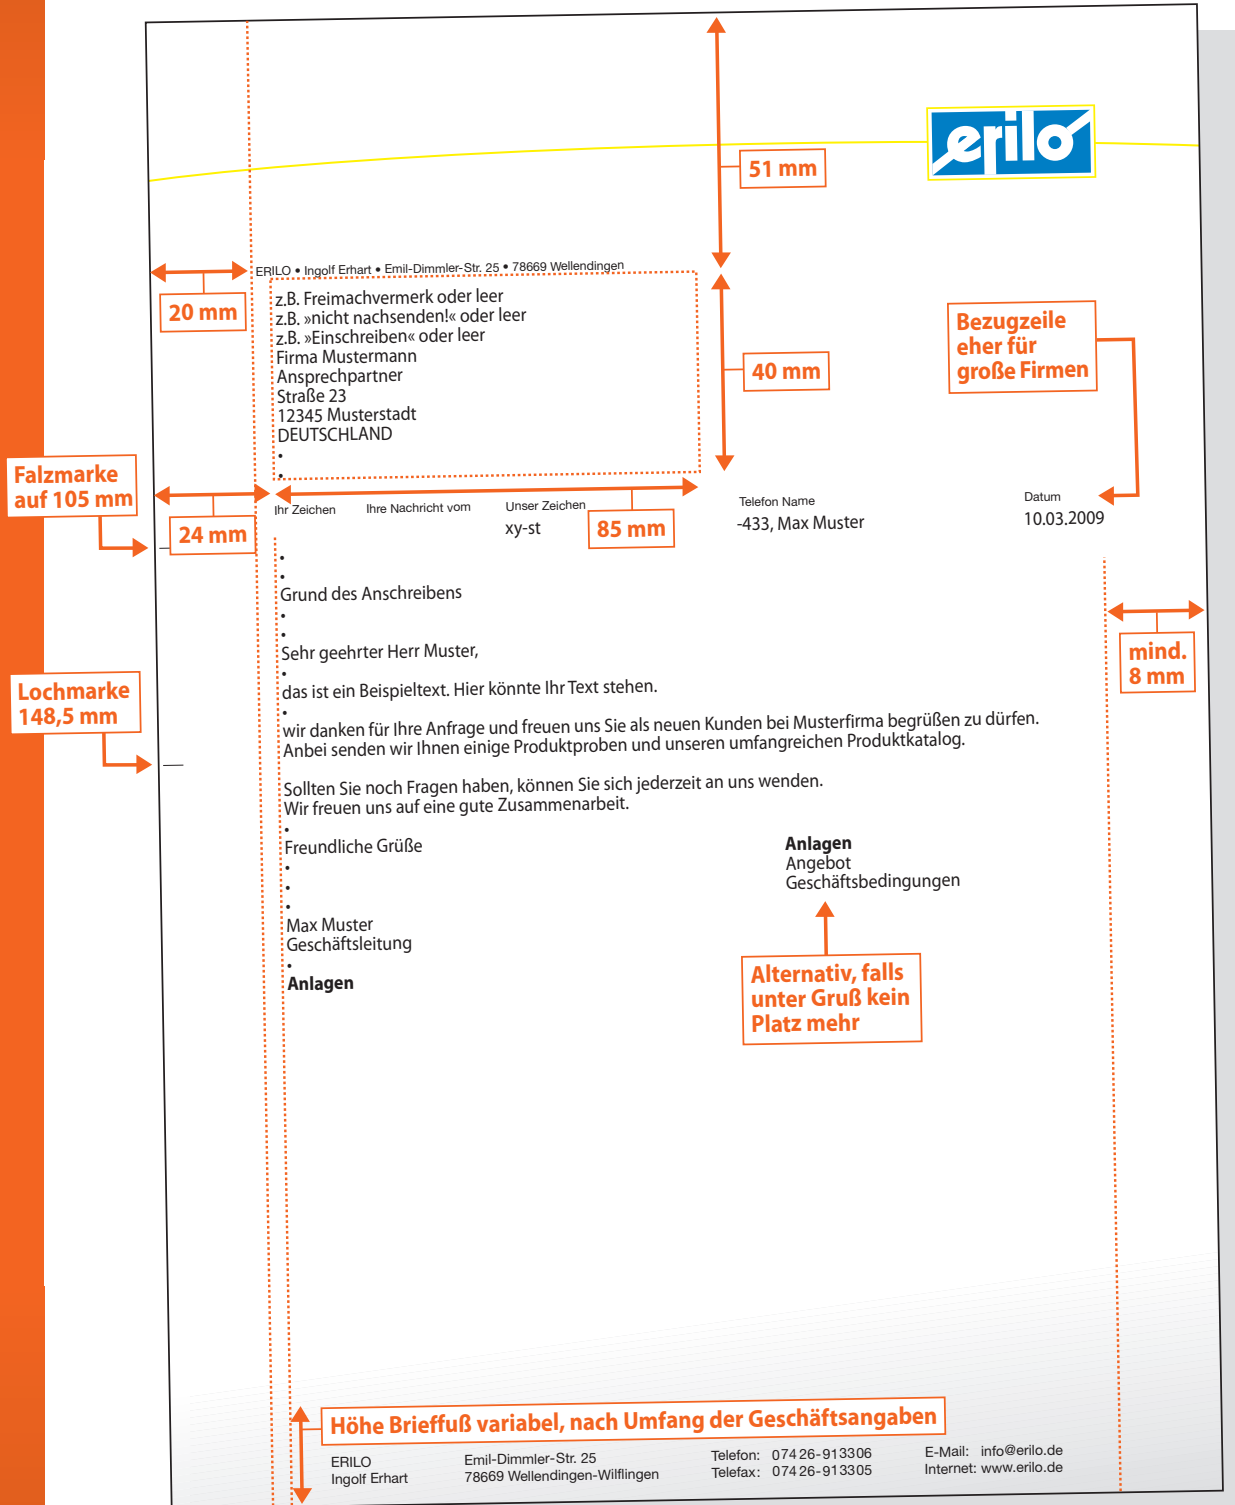 erilo
51 mm
ERILO • Ingolf Erhart • Emil-Dimmler-Str. 25 • 78669 Wellendingen
20 mm
z.B. Freimachvermerk oder leer
z.B. »nicht nachsenden!« oder leer
z.B. »Einschreiben« oder leer
Firma Mustermann
Ansprechpartner
Straße 23
12345 Musterstadt
DEUTSCHLAND
•
•
40 mm
Bezugzeile
eher für
große Firmen
Falzmarke
auf 105 mm
24 mm
85 mm
Ihr Zeichen Ihre Nachricht vom Unser Zeichen Telefon Name Datum
xy-st -433, Max Muster 10.03.2009
•
•
Grund des Anschreibens
•
•
Sehr geehrter Herr Muster,
•
das ist ein Beispieltext. Hier könnte Ihr Text stehen.
•
wir danken für Ihre Anfrage und freuen uns Sie als neuen Kunden bei Musterfirma begrüßen zu dürfen.
Anbei senden wir Ihnen einige Produktproben und unseren umfangreichen Produktkatalog.
mind.
8 mm
Lochmarke
148,5 mm
Sollten Sie noch Fragen haben, können Sie sich jederzeit an uns wenden.
Wir freuen uns auf eine gute Zusammenarbeit.
•
Freundliche Grüße
•
•
•
Max Muster
Geschäftsleitung
•
Anlagen
Anlagen
Angebot
Geschäftsbedingungen
Alternativ, falls
unter Gruß kein
Platz mehr
Höhe Brieffuß variabel, nach Umfang der Geschäftsangaben
ERILO Emil-Dimmler-Str. 25 Telefon: 07426-913306 E-Mail: info@erilo.de
Ingolf Erhart 78669 Wellendingen-Wilflingen Telefax: 07426-913305 Internet: www.erilo.de